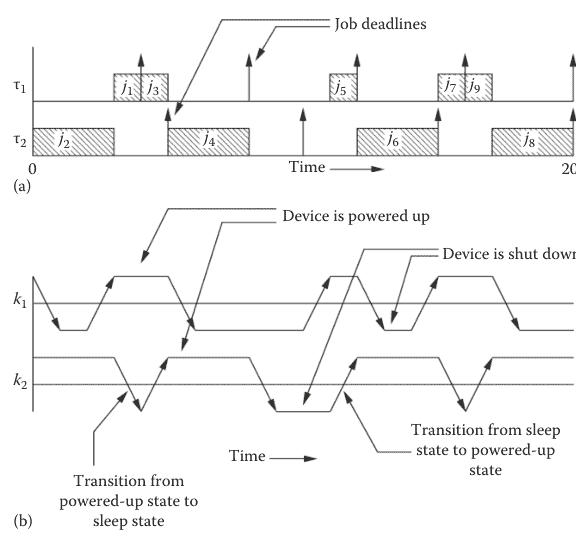 Job deadlines
τ1
j1
j3
j5
j7
j9
τ2
j2
j4
j6
j8
0
Time
20
(a)
Device is powered up
Device is shut down
k1
k2
Transition from sleep
state to powered-up
state
Time
Transition from
powered-up state to
sleep state
(b)